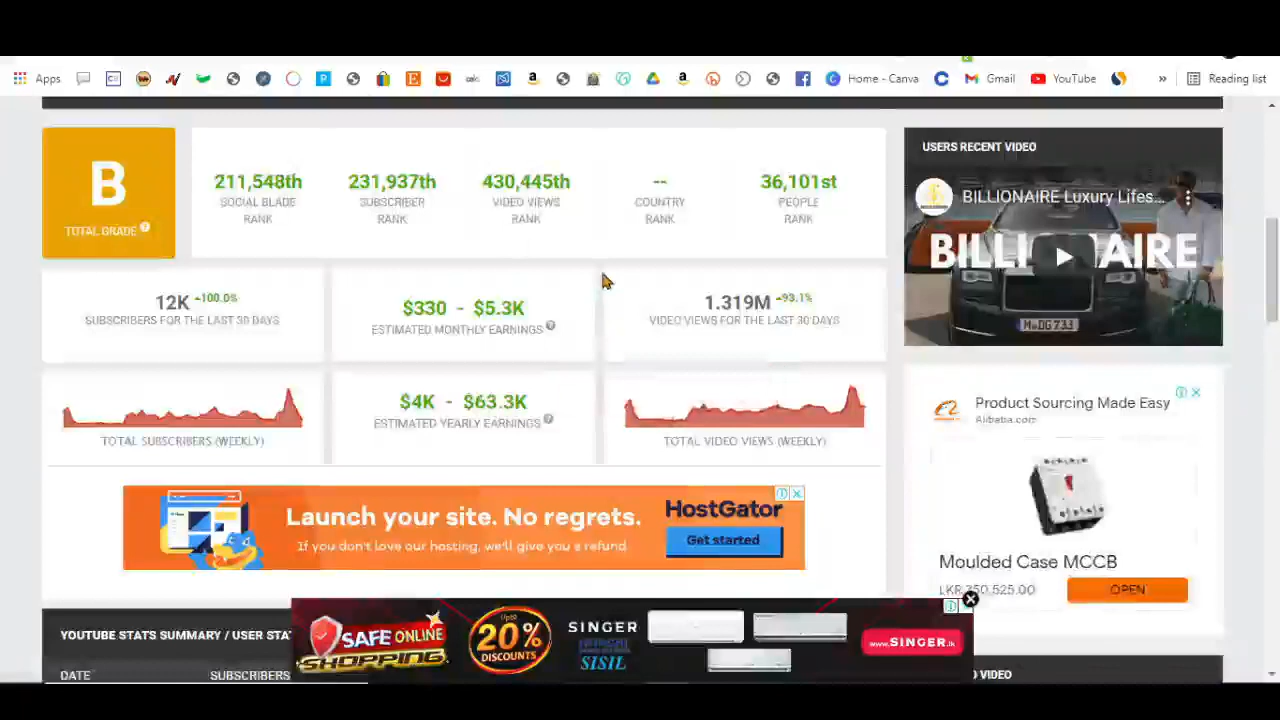 Apps
Home - Canva
Gmail
YouTube
»
Reading list
B
TOTAL GRADE
211,548th
SOCIAL BLADE
RANK
231,937th
SUBSCRIBER
RANK
430,445th
VIDEO VIEWS
RANK
--
COUNTRY
RANK
36,101st
PEOPLE
RANK
USERS RECENT VIDEO
BILLIONAIRE Luxury Lifes...
M·DG 733
12K 100.0%
SUBSCRIBERS FOR THE LAST 30 DAYS
$330 - $5.3K
ESTIMATED MONTHLY EARNINGS
1.319M 93.1%
VIDEO VIEWS FOR THE LAST 30 DAYS
TOTAL SUBSCRIBERS (WEEKLY)
$4K - $63.3K
ESTIMATED YEARLY EARNINGS
TOTAL VIDEO VIEWS (WEEKLY)
Product Sourcing Made Easy
Alibaba.com
Moulded Case MCCB
OPEN
Launch your site. No regrets.
If you don't love our hosting, we'll give you a refund
HostGator
Get started
SAFE ONLINE
SHOPPING
Upto
20%
DISCOUNTS
SINGER
SISIL
www.SINGER.lk
YOUTUBE STATS SUMMARY / USER STAT
DATE
SUBSCRIBERS
VIDEO